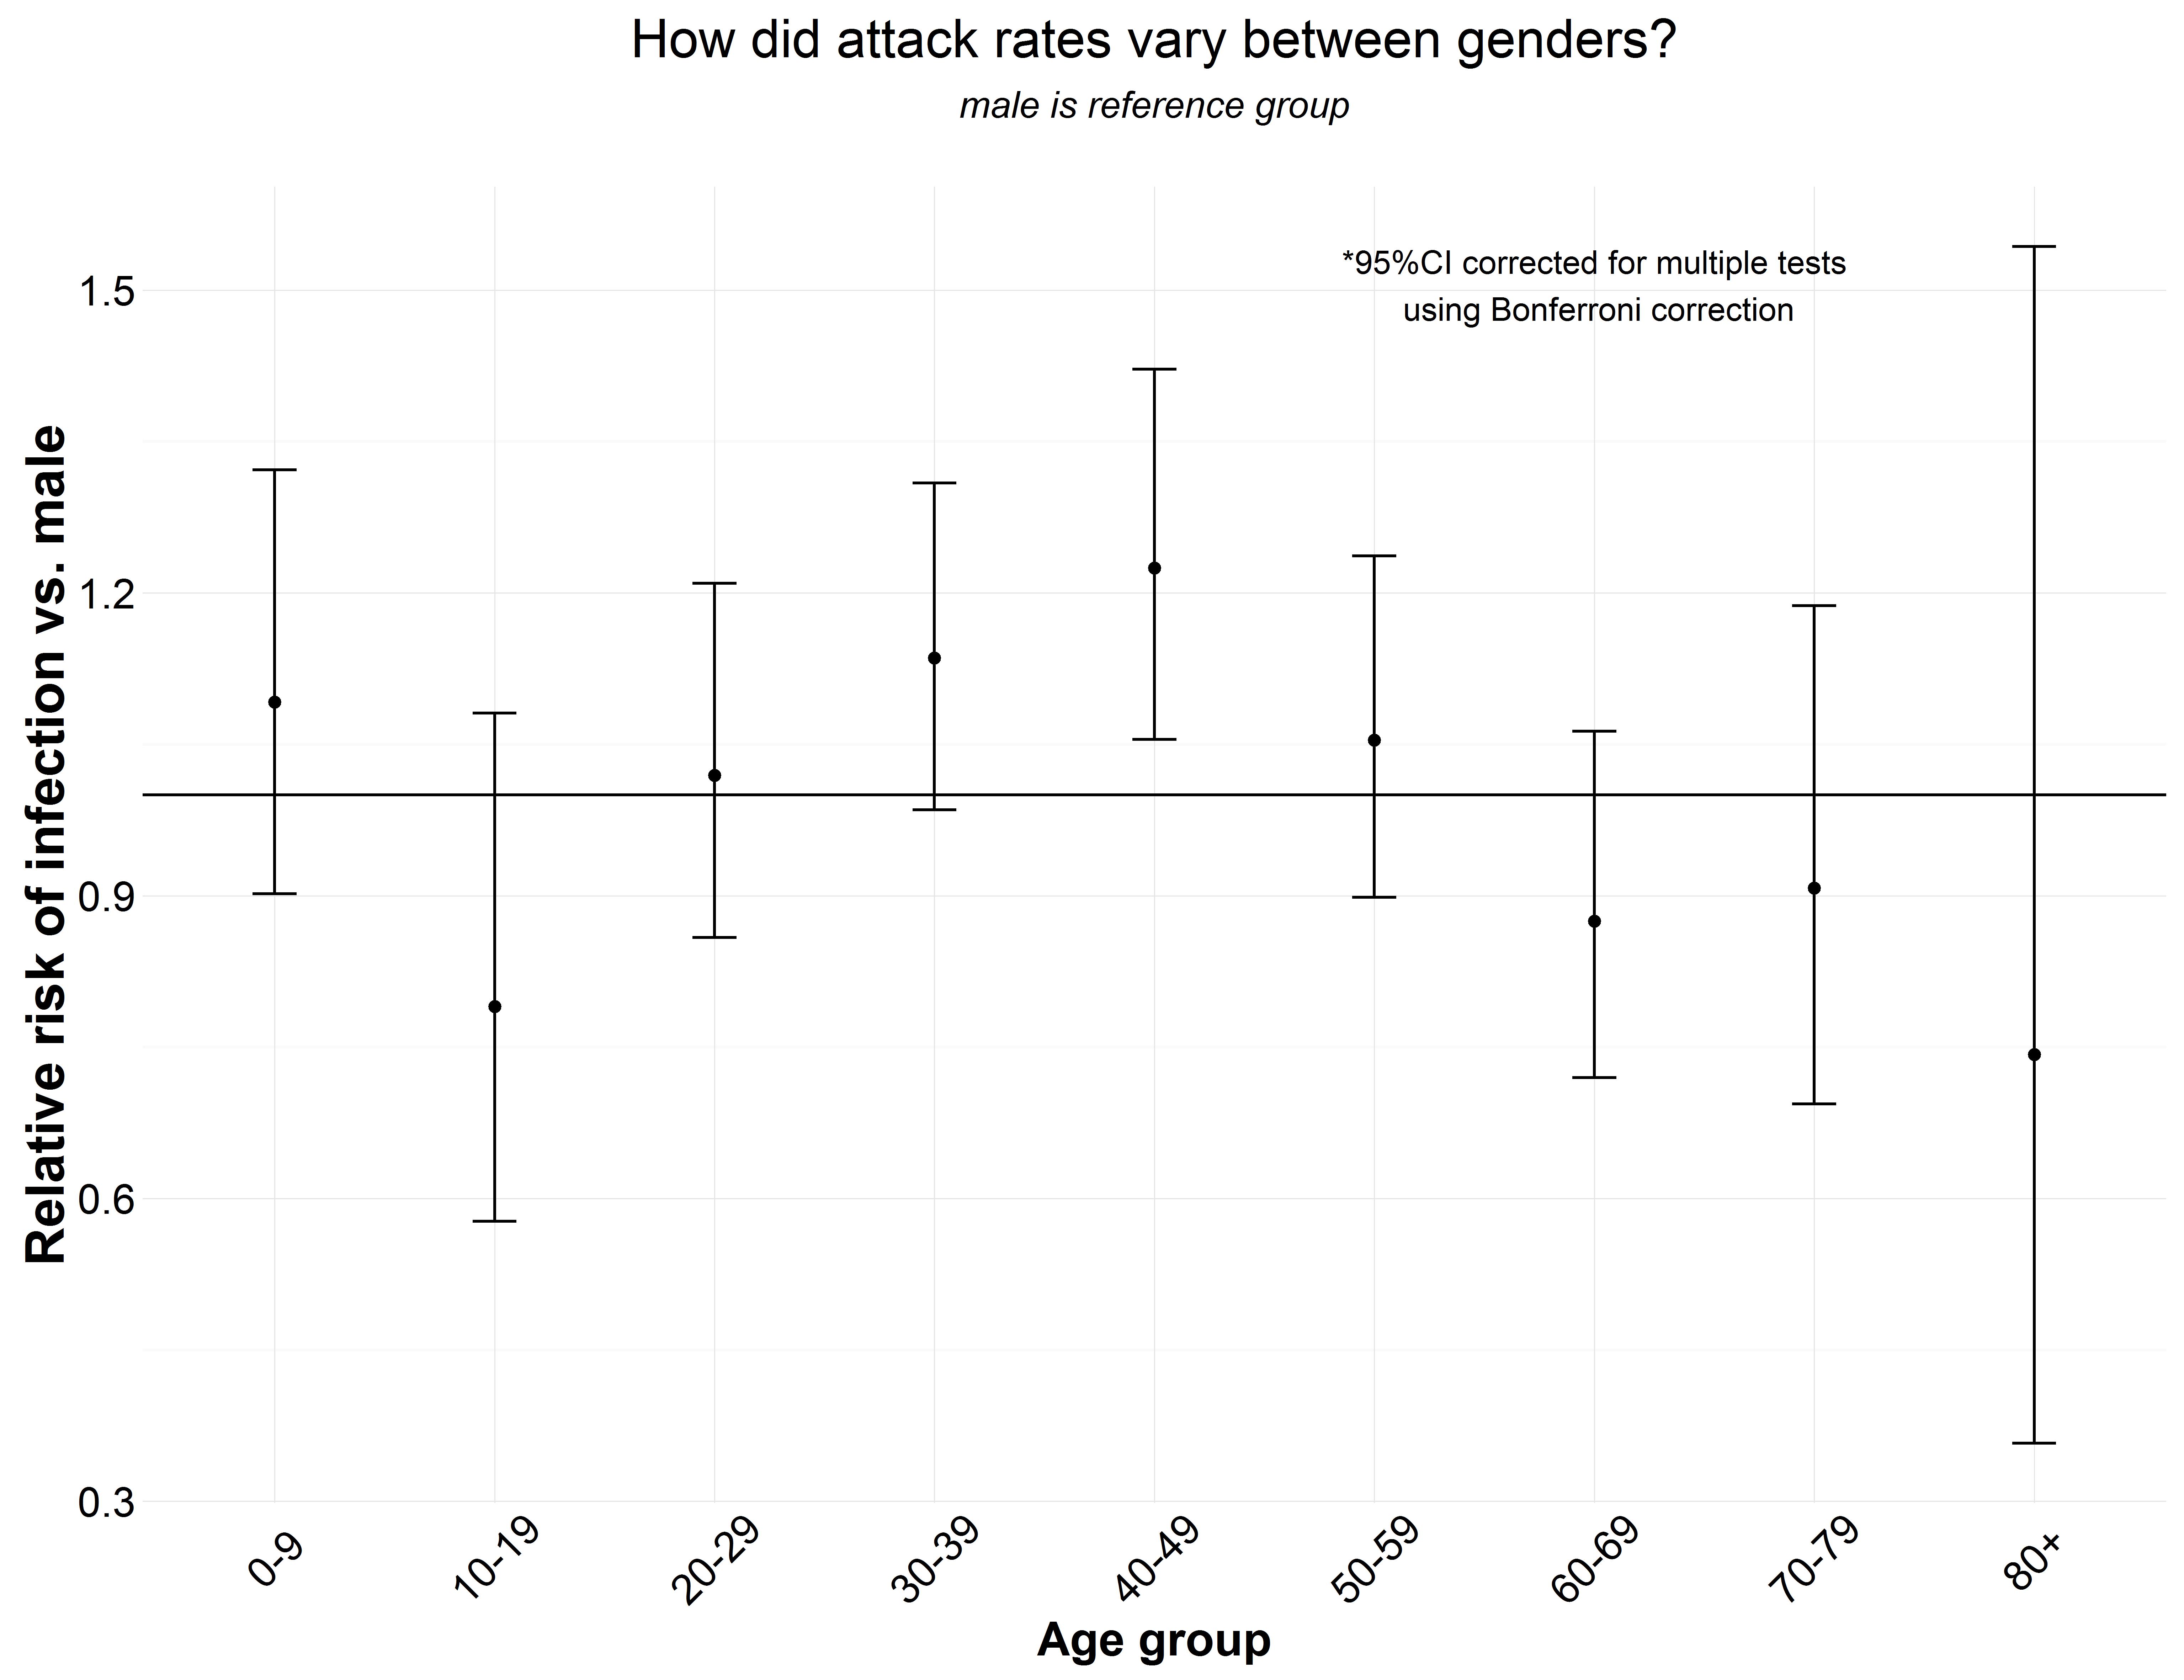 How did attack rates vary between genders?
male is reference group
*95%CI corrected for multiple tests
using Bonferroni correction
Relative risk of infection vs. male
1.5
1.2
0.9
0.6
0.3
0-9
10-19
20-29
30-39
40-49
50-59
60-69
70-79
80+
Age group